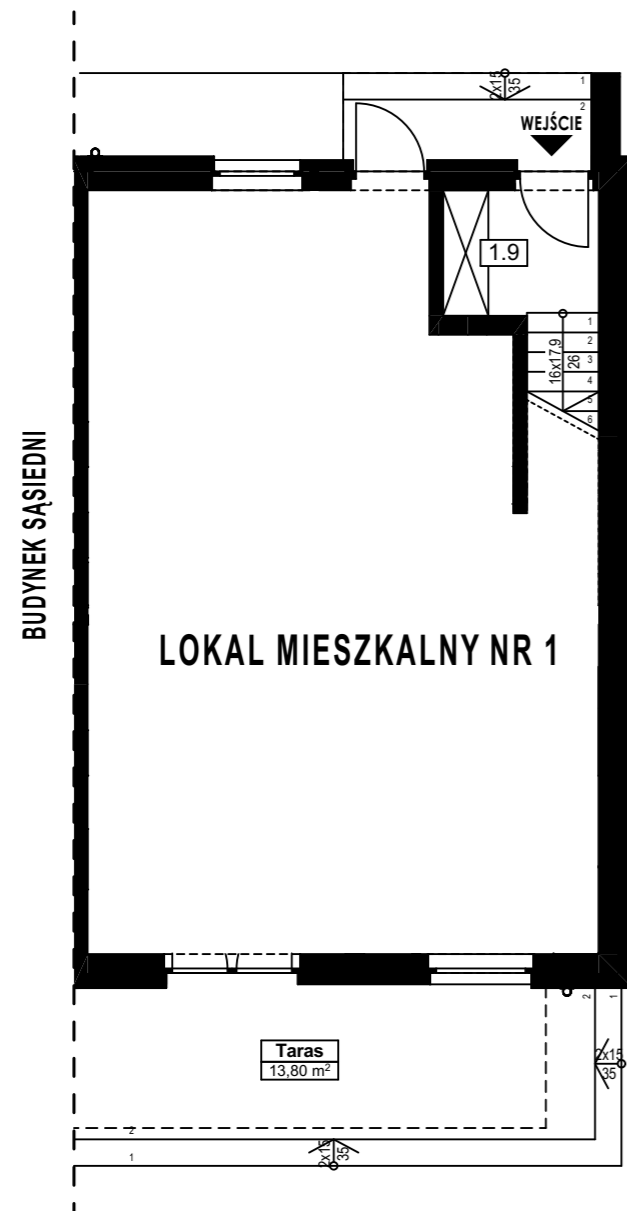 2x15
35
1
2
WEJŚCIE
1.9
1
2
3
4
5
6
16x17,9
26
BUDYNEK SĄSIEDNI
LOKAL MIESZKALNY NR 1
2
1
Taras
13,80 m²
2x15
35
2
1
2x15
35